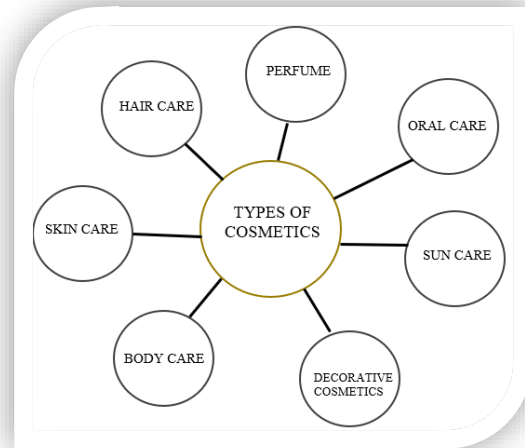 PERFUME
HAIR CARE
ORAL CARE
TYPES OF
COSMETICS
SKIN CARE
SUN CARE
BODY CARE
DECORATIVE
COSMETICS